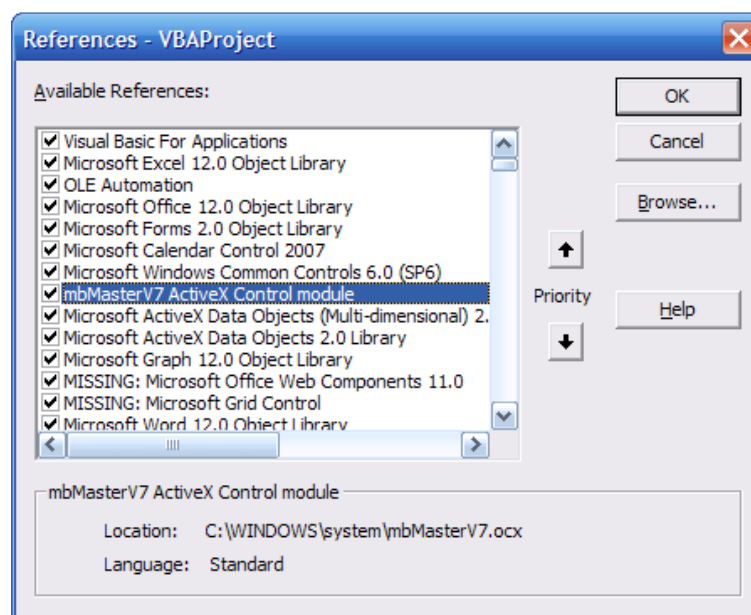 References - VBAProject
Available References:
Visual Basic For Applications
Microsoft Excel 12.0 Object Library
OLE Automation
Microsoft Office 12.0 Object Library
Microsoft Forms 2.0 Object Library
Microsoft Calendar Control 2007
Microsoft Windows Common Controls 6.0 (SP6)
mbMasterV7 ActiveX Control module
Microsoft ActiveX Data Objects (Multi-dimensional) 2.
Microsoft ActiveX Data Objects 2.0 Library
Microsoft Graph 12.0 Object Library
MISSING: Microsoft Office Web Components 11.0
MISSING: Microsoft Grid Control
Microsoft Word 12.0 Object Library
Priority
OK
Cancel
Browse...
Help
mbMasterV7 ActiveX Control module
Location: C:\WINDOWS\system\mbMasterV7.ocx
Language: Standard